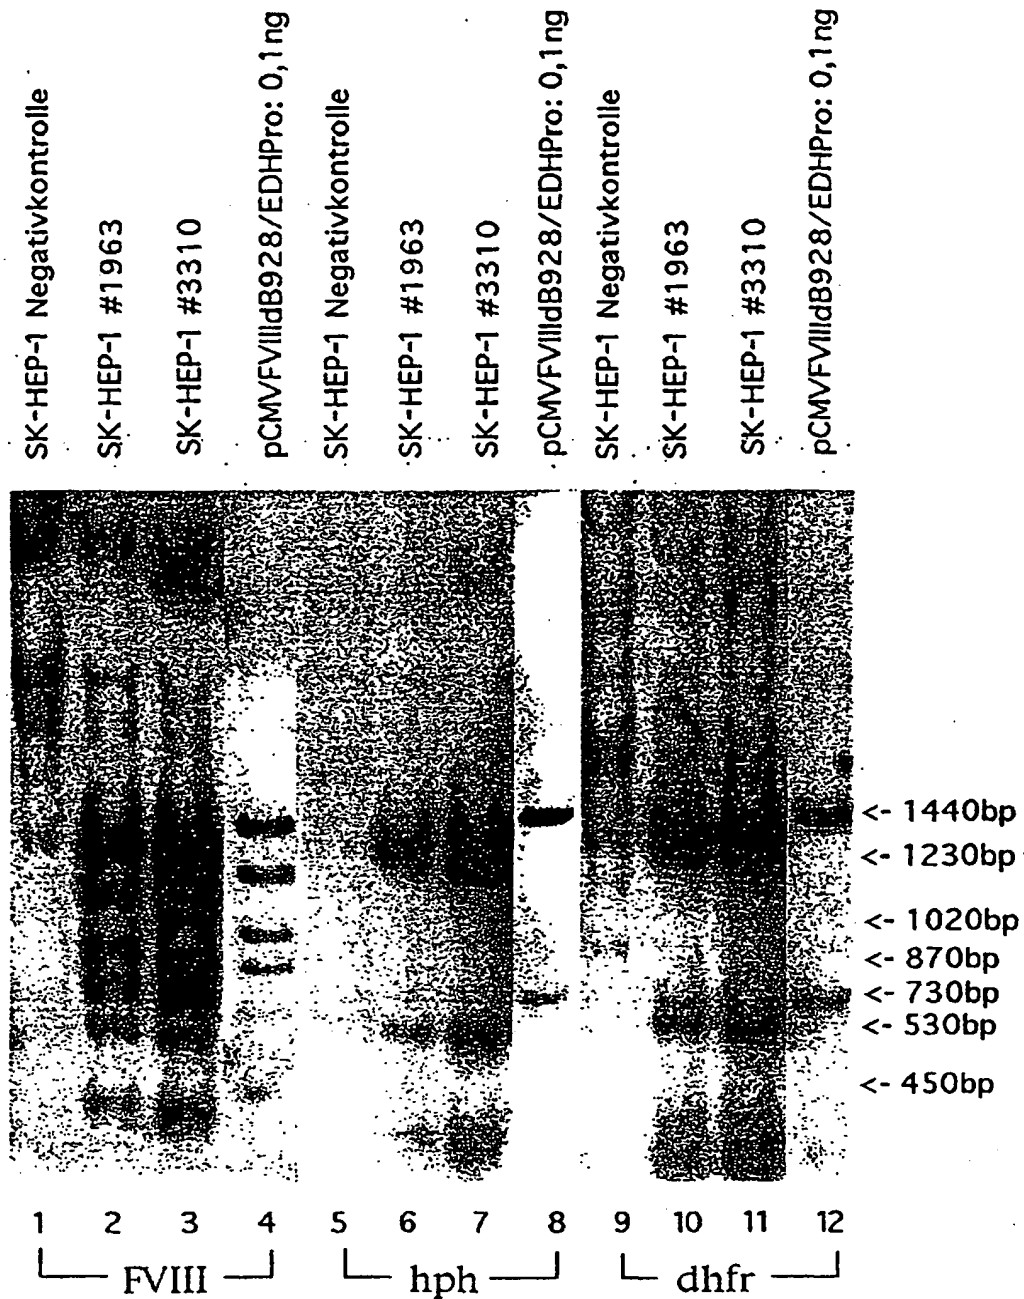 SK-HEP-1 Negativkontrolle
SK-HEP-1 #1963
SK-HEP-1 #3310
pCMVFVIIIdB928/EDHPro: 0,1ng
SK-HEP-1 Negativkontrolle
SK-HEP-1 #1963
SK-HEP-1 #3310
pCMVFVIIIdB928/EDHPro: 0,1ng
SK-HEP-1 Negativkontrolle
SK-HEP-1 #1963
SK-HEP-1 #3310
pCMVFVIIIdB928/EDHPro: 0,1ng
<- 1440bp
<- 1230bp
<- 1020bp
<- 870bp
<- 730bp
<- 530bp
<- 450bp
1 2 3 4 5 6 7 8 9 10 11 12
FVIII hph dhfr